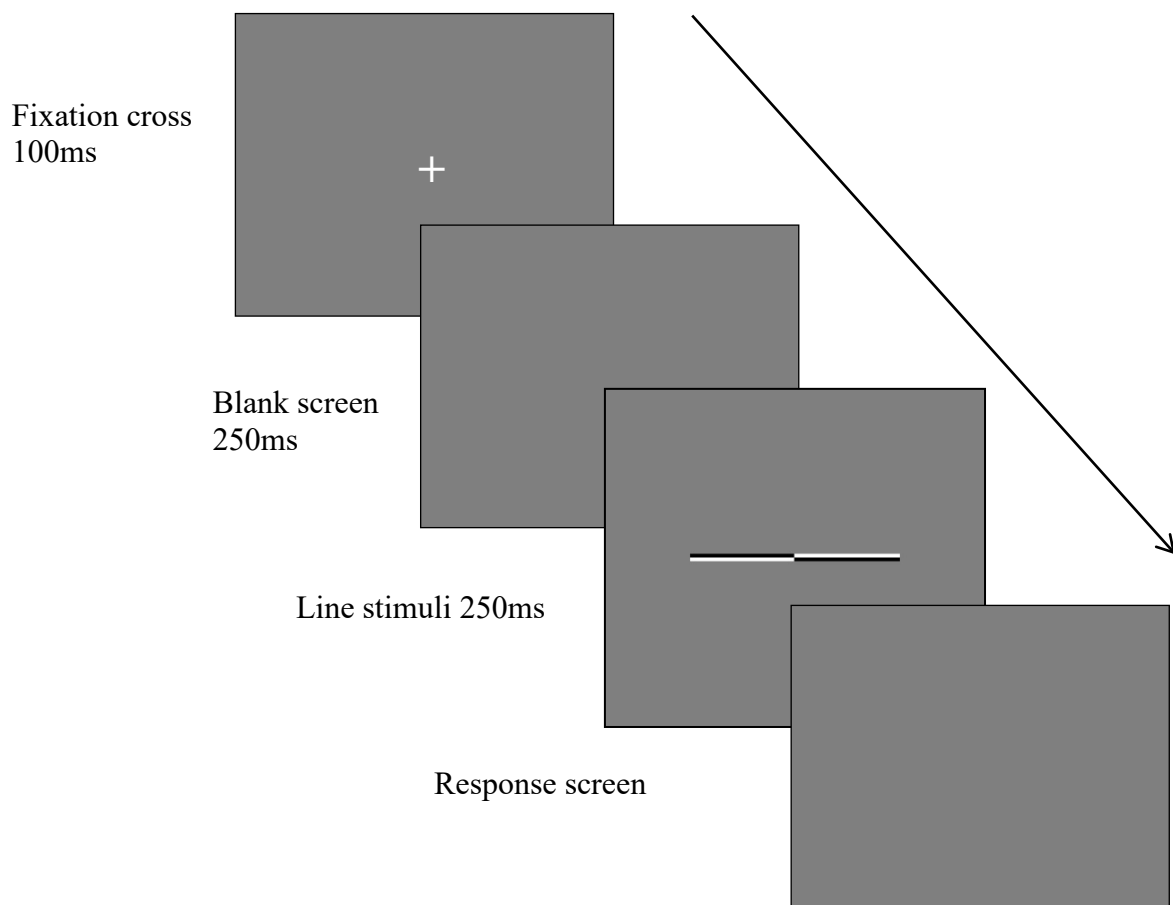 Fixation cross
100ms
Blank screen
250ms
Line stimuli 250ms
Response screen